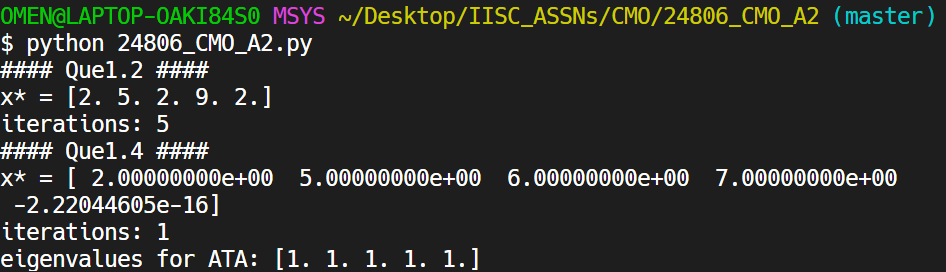 OMEN@LAPTOP-OAKI84S0 MSYS ~/Desktop/IISC_ASSNs/CMO/24806_CMO_A2 (master)
$ python 24806_CMO_A2.py
#### Que1.2 ####
x* = [2. 5. 2. 9. 2.]
iterations: 5
#### Que1.4 ####
x* = [ 2.00000000e+00  5.00000000e+00  6.00000000e+00  7.00000000e+00
 -2.22044605e-16]
iterations: 1
eigenvalues for ATA: [1. 1. 1. 1. 1.]